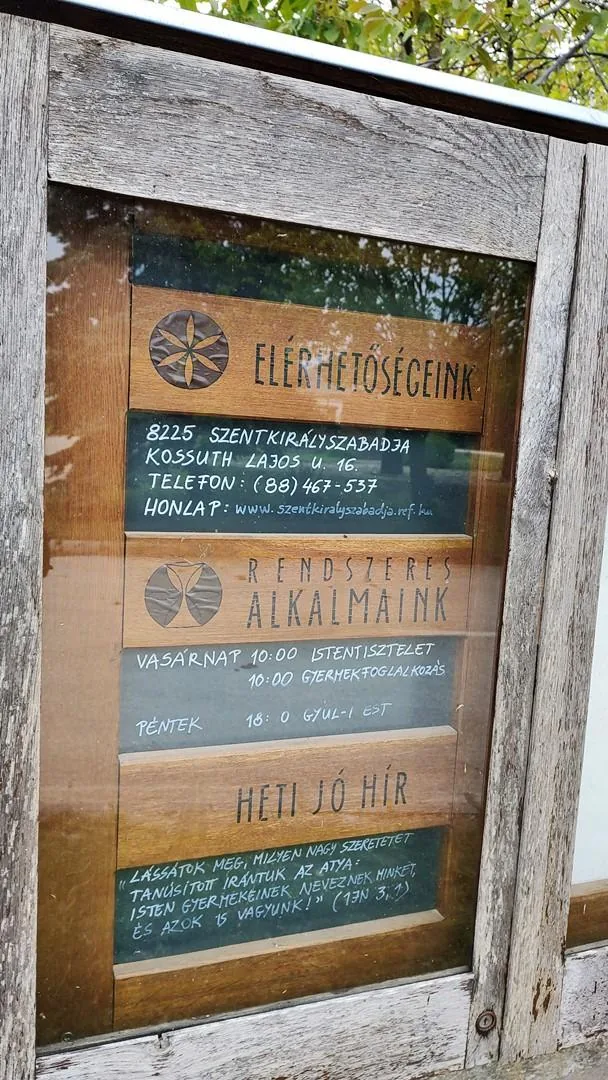 ELÉRHETŐSÉGEINK
8225 SZENTKIRÁLYSZABADJA
KOSSUTH LAJOS U. 16.
TELEFON: (88) 467-537
HONLAP: www.szentkiralyszabadja.ref.hu
RENDSZERES
ALKALMAINK
VASÁRNAP 10:00 ISTENTISZTELET
10:00 GYERMEKFOGLALKOZÁS
PÉNTEK 18: 0 GYÜL-I EST
HETI JÓ HÍR
"LÁSSÁTOK MEG, MILYEN NAGY SZERETETET
TANÚSÍTOTT IRÁNTUK AZ ATYA:
ISTEN GYERMEKEINEK NEVEZNEK MINKET,
ÉS AZOK IS VAGYUNK!" (1JN 3,1)